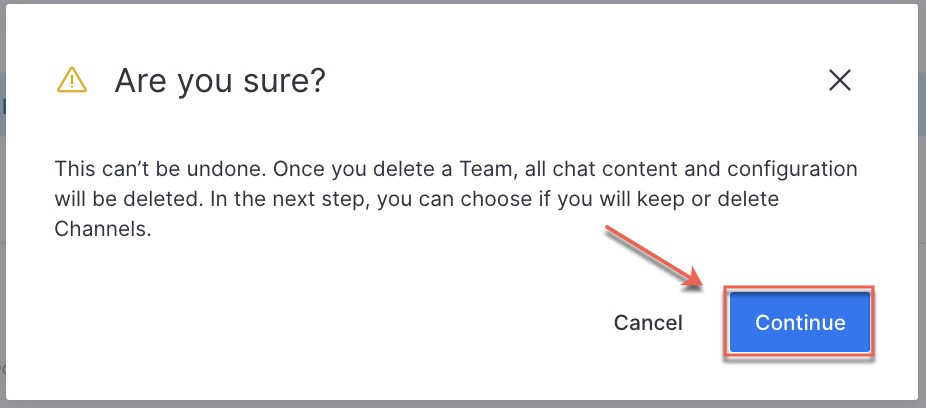 Are you sure?
This can’t be undone. Once you delete a Team, all chat content and configuration
will be deleted. In the next step, you can choose if you will keep or delete
Channels.
Cancel
Continue